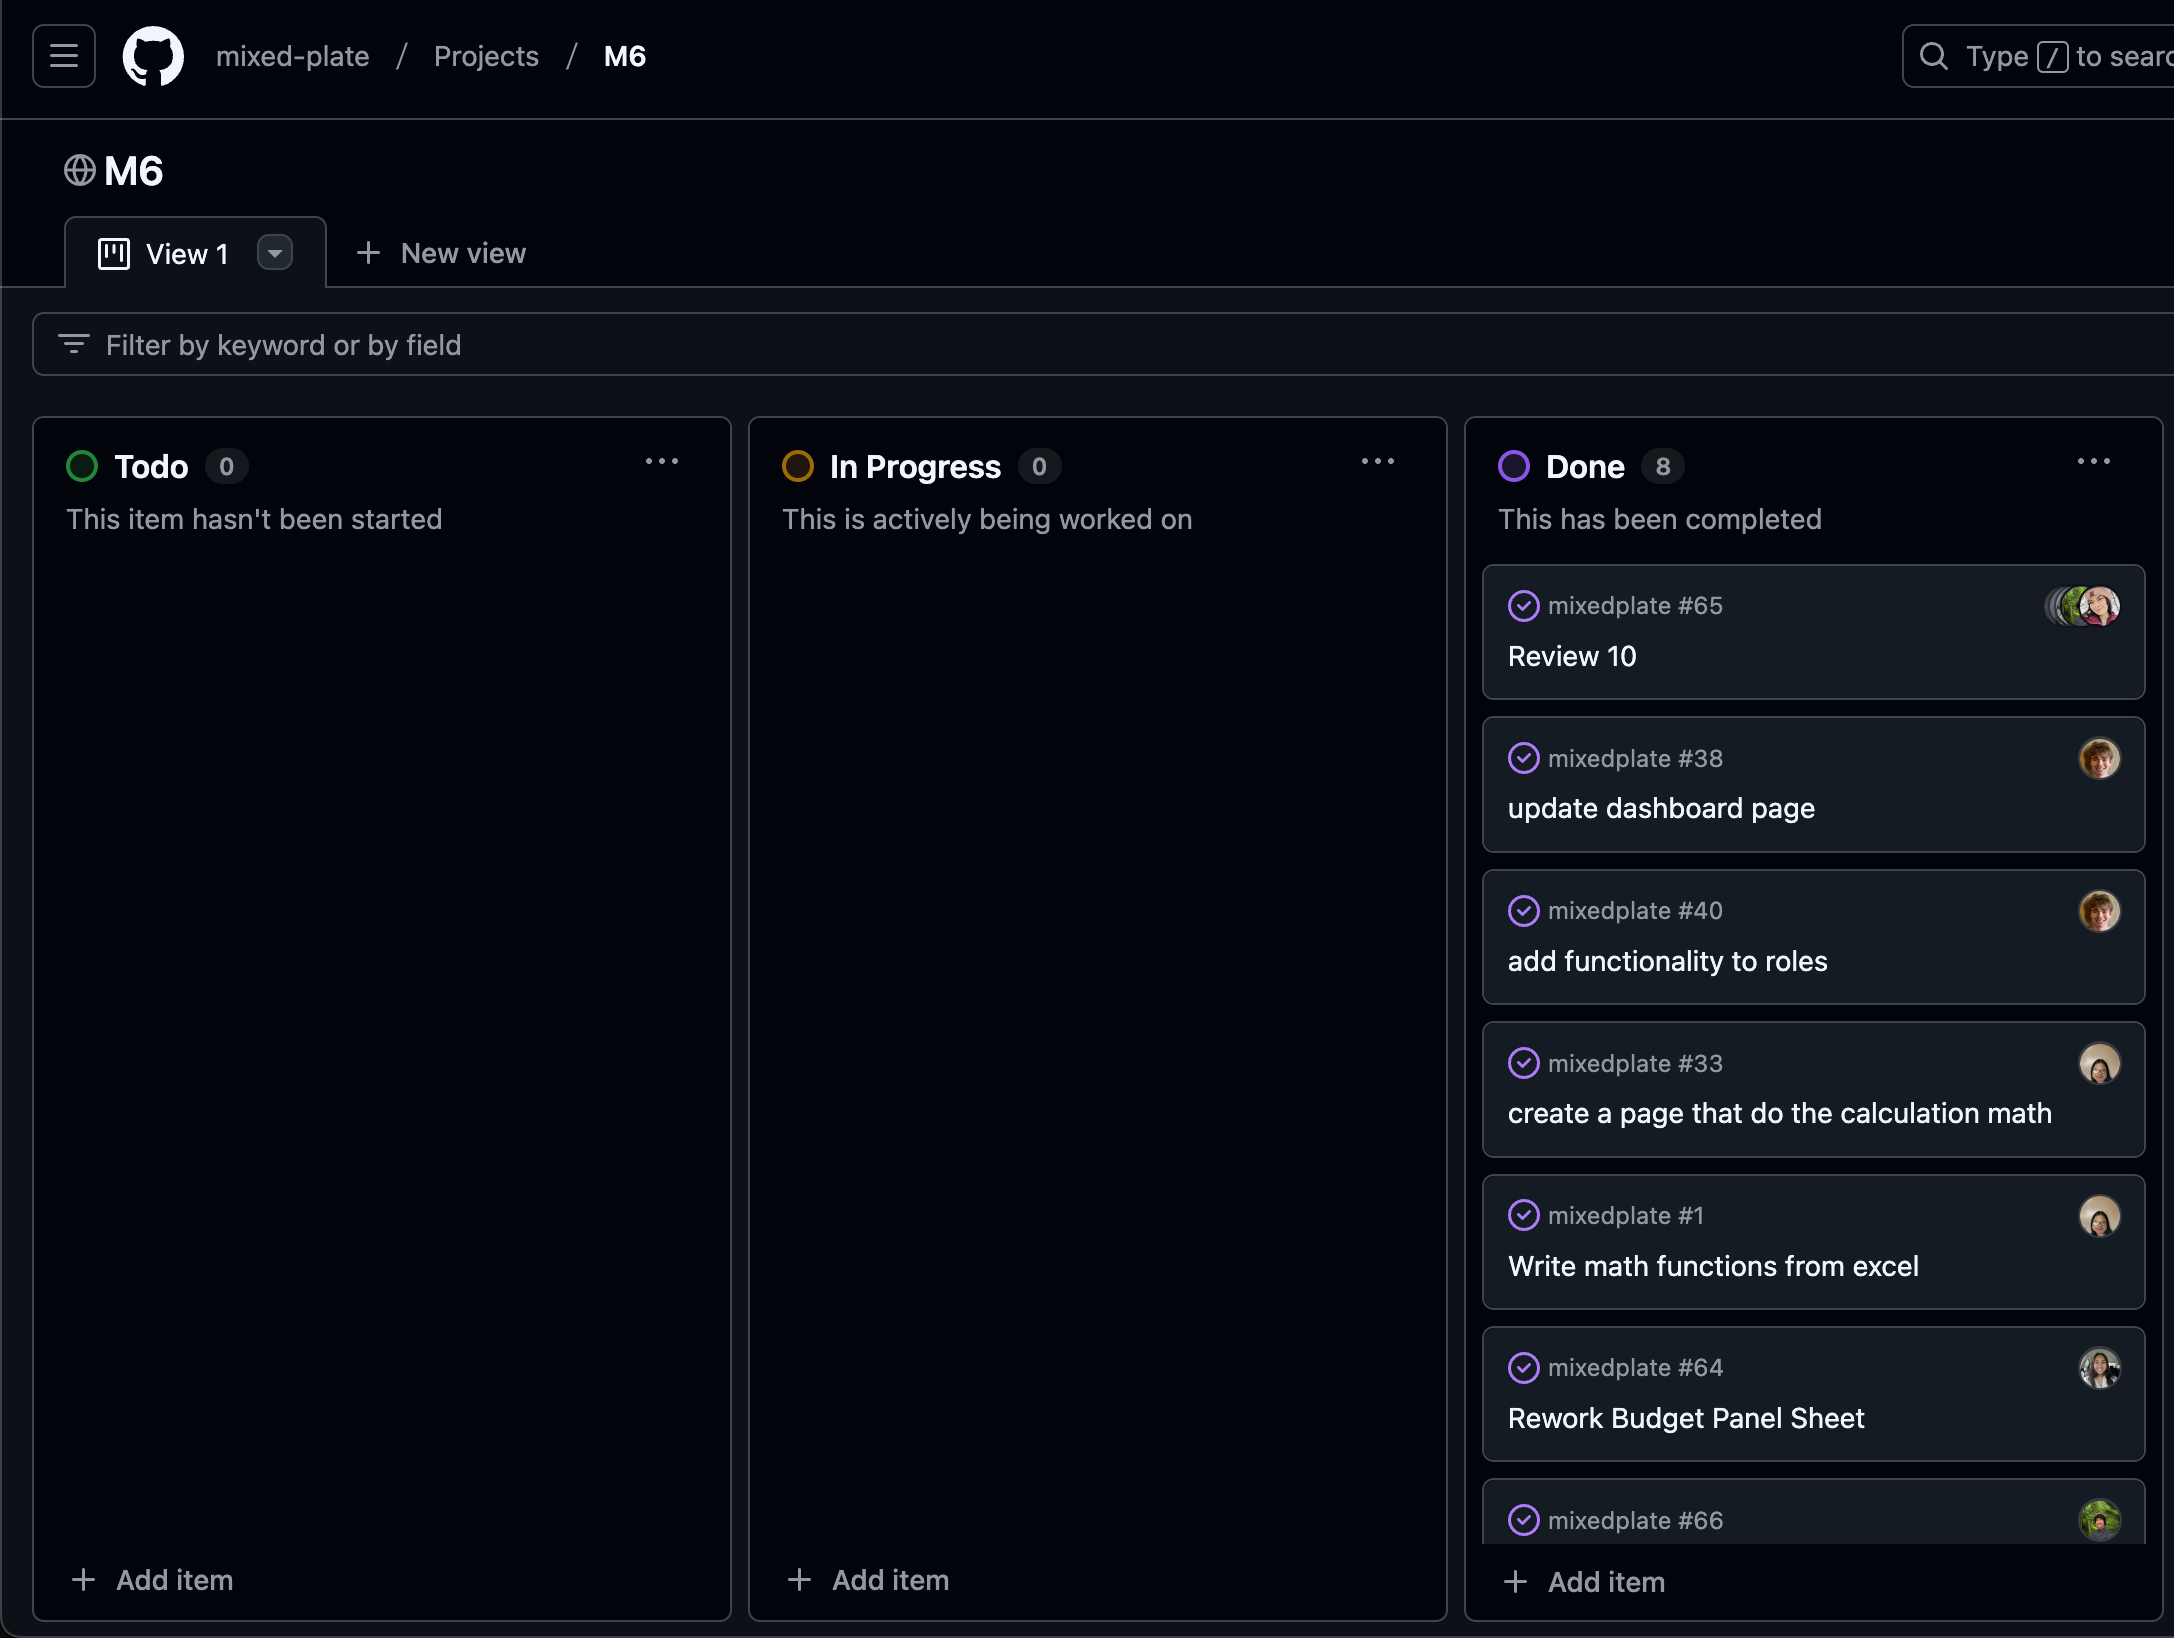 mixed-plate / Projects / M6
Type / to searc
M6
View 1
New view
Filter by keyword or by field
Todo 0
This item hasn't been started
Add item
In Progress 0
This is actively being worked on
Add item
Done 8
This has been completed
mixedplate #65
Review 10
mixedplate #38
update dashboard page
mixedplate #40
add functionality to roles
mixedplate #33
create a page that do the calculation math
mixedplate #1
Write math functions from excel
mixedplate #64
Rework Budget Panel Sheet
mixedplate #66
Add item